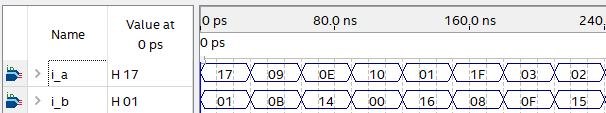 Name Value at 0 ps 0 ps 80.0 ns 160.0 ns 240.
0 ps
i_a H 17 17 09 0E 10 01 1F 03 02
i_b H 01 01 0B 14 00 16 08 0F 15